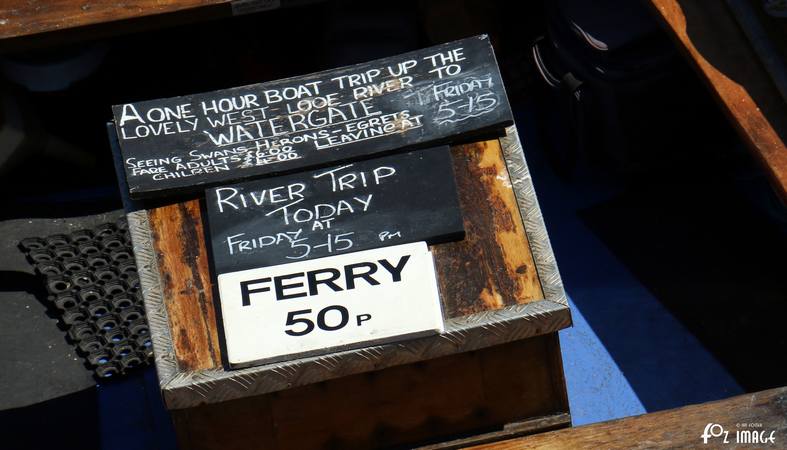 A ONE HOUR BOAT TRIP UP THE
LOVELY WEST-LOOE RIVER TO
WATERGATE
FRIDAY
5-15
SEEING SWANS HERONS-EGRETS
FARE ADULTS LEAVING AT
CHILREN
RIVER TRIP
TODAY
AT
FRIDAY 5-15 PM
FERRY
50P
FOZ IMAGE